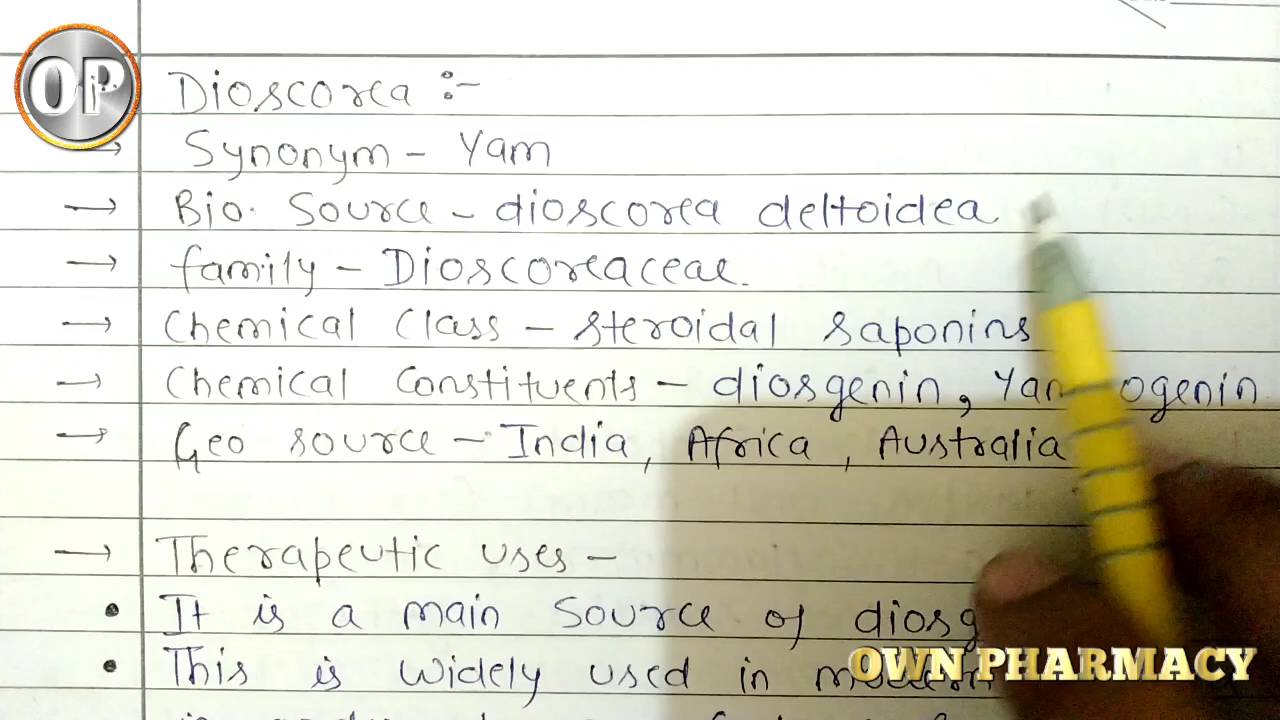 OP
Dioscorea :-
→ Synonym - Yam
→ Bio. Source - dioscorea deltoidea
→ family - Dioscoreaceae.
→ Chemical Class - steroidal saponins
→ Chemical Constituents - diosgenin,
→ Geo source - India, Africa, Australia
→ Therapeutic uses -
• It is a main source of
• This is widely used in
OWN PHARMACY